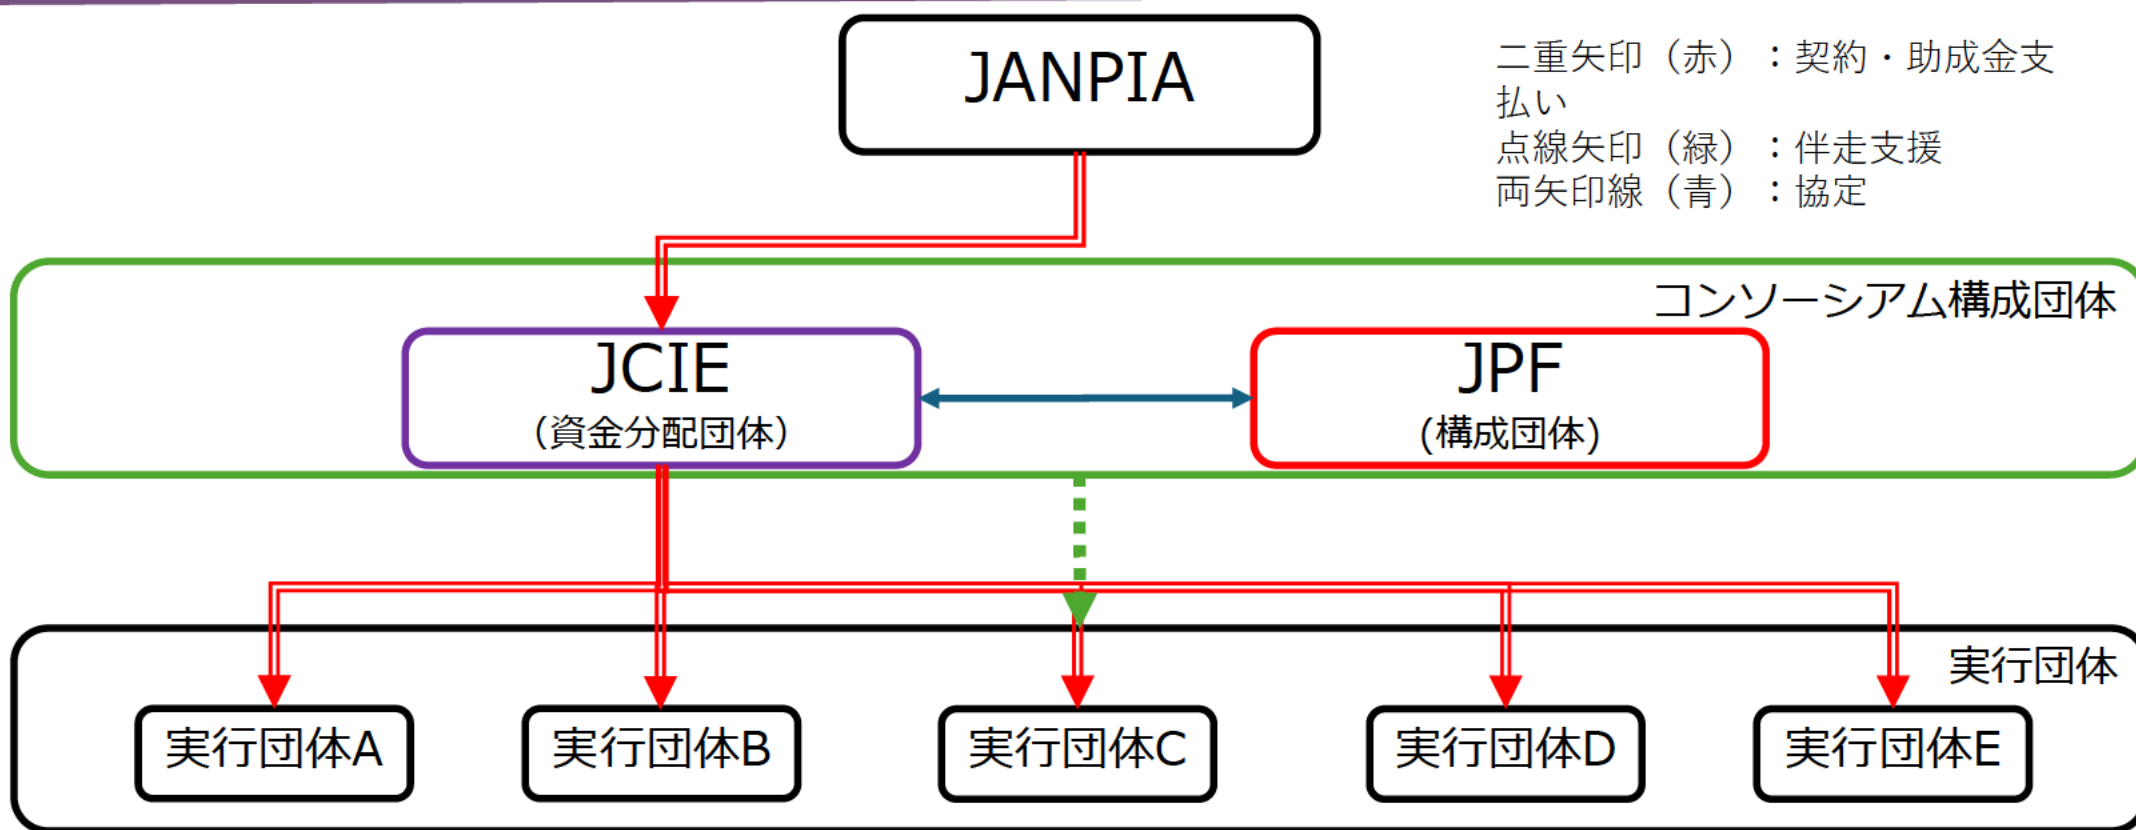 JANPIA
二重矢印（赤）：契約・助成金支
払い
点線矢印（緑）：伴走支援
両矢印線（青）：協定
コンソーシアム構成団体
JCIE
（資金分配団体）
JPF
(構成団体)
実行団体
実行団体A
実行団体B
実行団体C
実行団体D
実行団体E